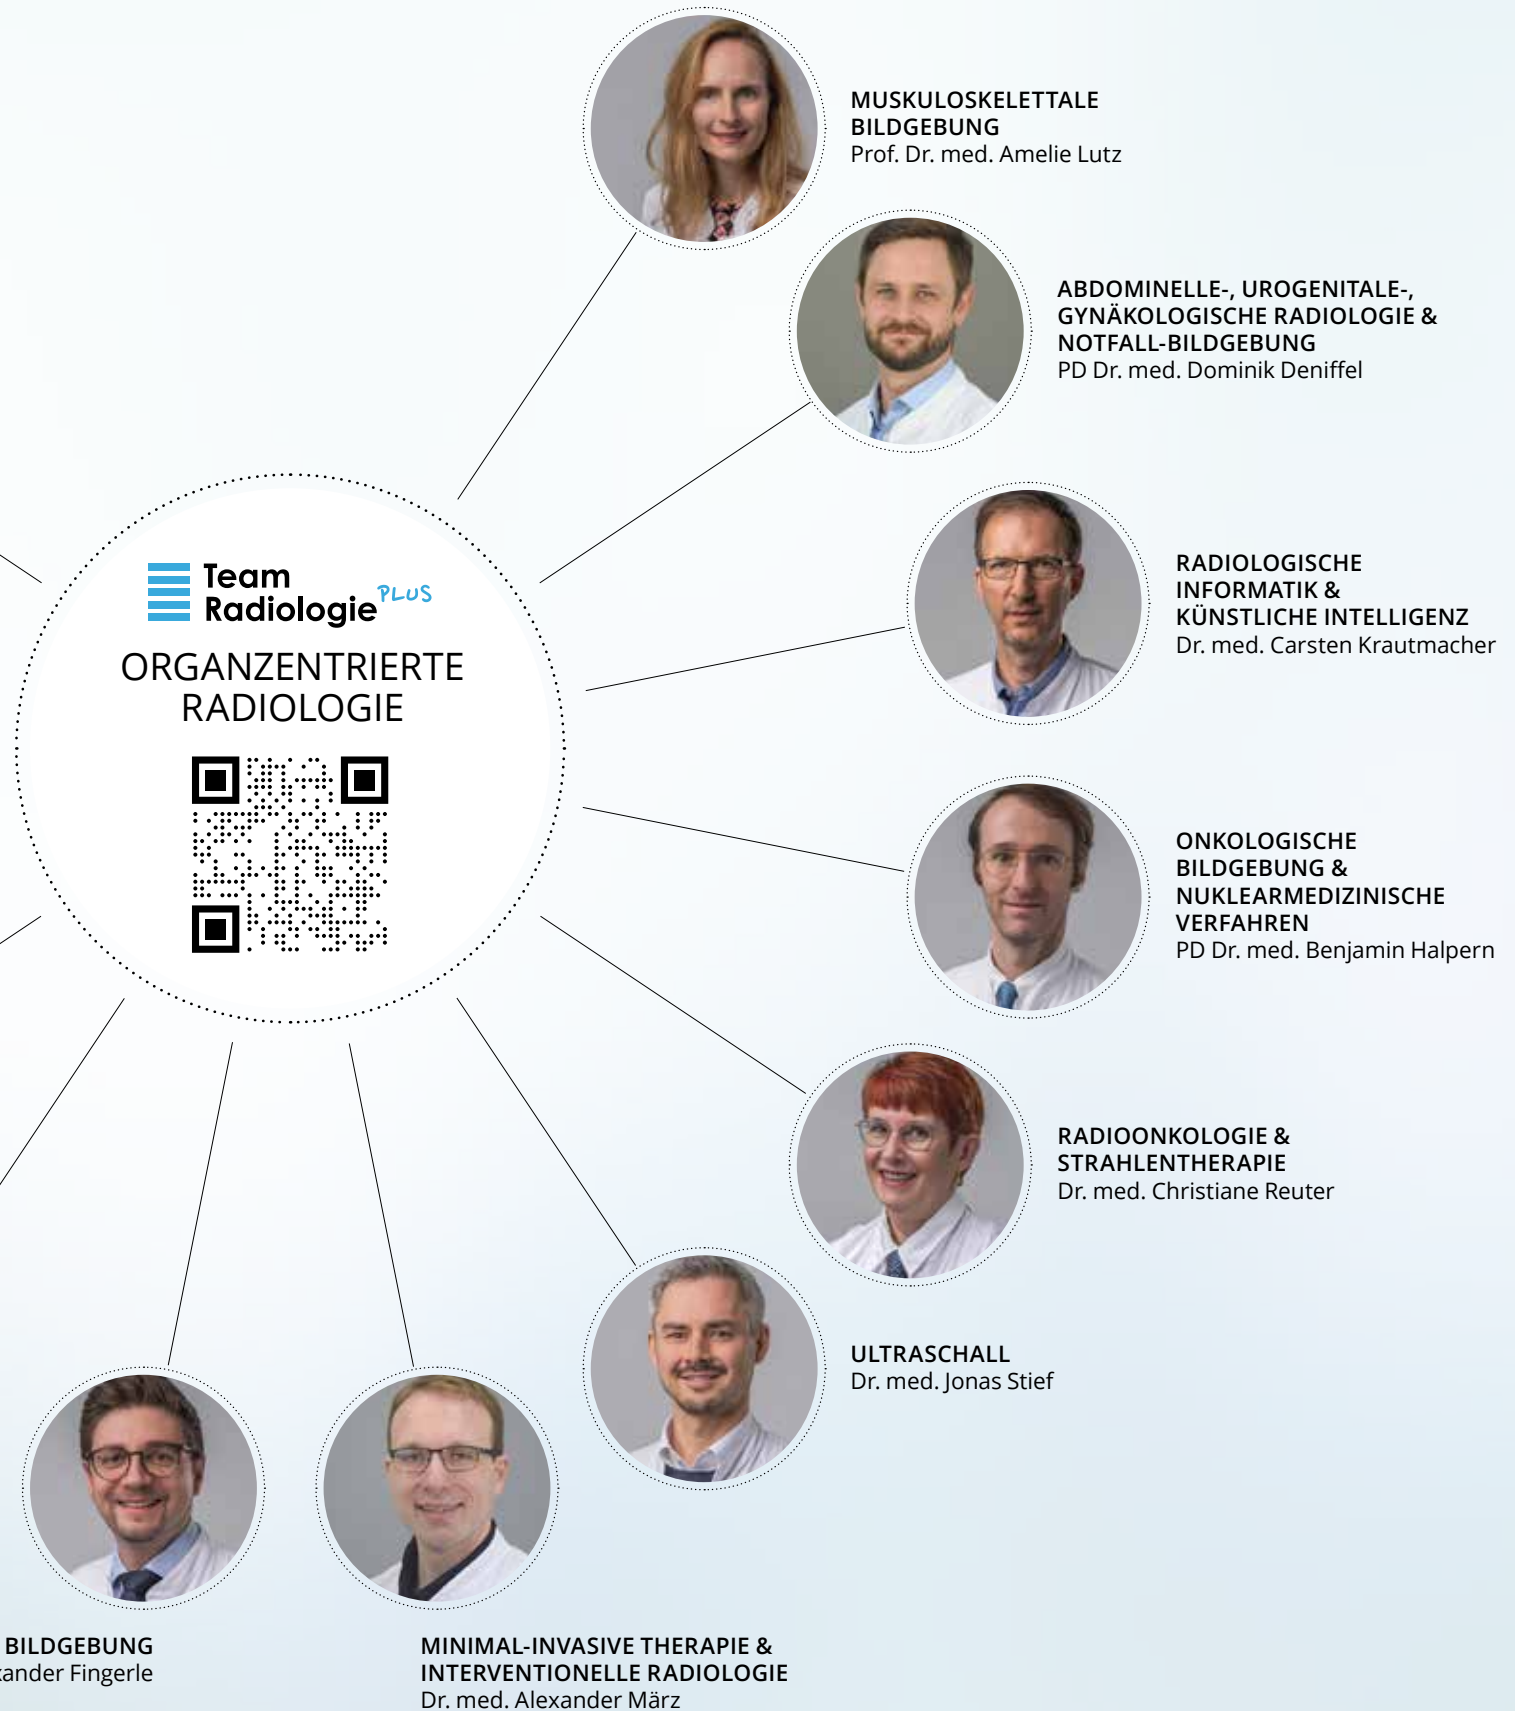 MUSKULOSKELETTALE
BILDGEBUNG
Prof. Dr. med. Amelie Lutz
ABDOMINELLE-, UROGENITALE-,
GYNÄKOLOGISCHE RADIOLOGIE &
NOTFALL-BILDGEBUNG
PD Dr. med. Dominik Deniffel
Team
Radiologie PLUS
ORGANZENTRIERTE
RADIOLOGIE
RADIOLOGISCHE
INFORMATIK &
KÜNSTLICHE INTELLIGENZ
Dr. med. Carsten Krautmacher
ONKOLOGISCHE
BILDGEBUNG &
NUKLEARMEDIZINISCHE
VERFAHREN
PD Dr. med. Benjamin Halpern
RADIOONKOLOGIE &
STRAHLENTHERAPIE
Dr. med. Christiane Reuter
ULTRASCHALL
Dr. med. Jonas Stief
BILDGEBUNG
xander Fingerle
MINIMAL-INVASIVE THERAPIE &
INTERVENTIONELLE RADIOLOGIE
Dr. med. Alexander März